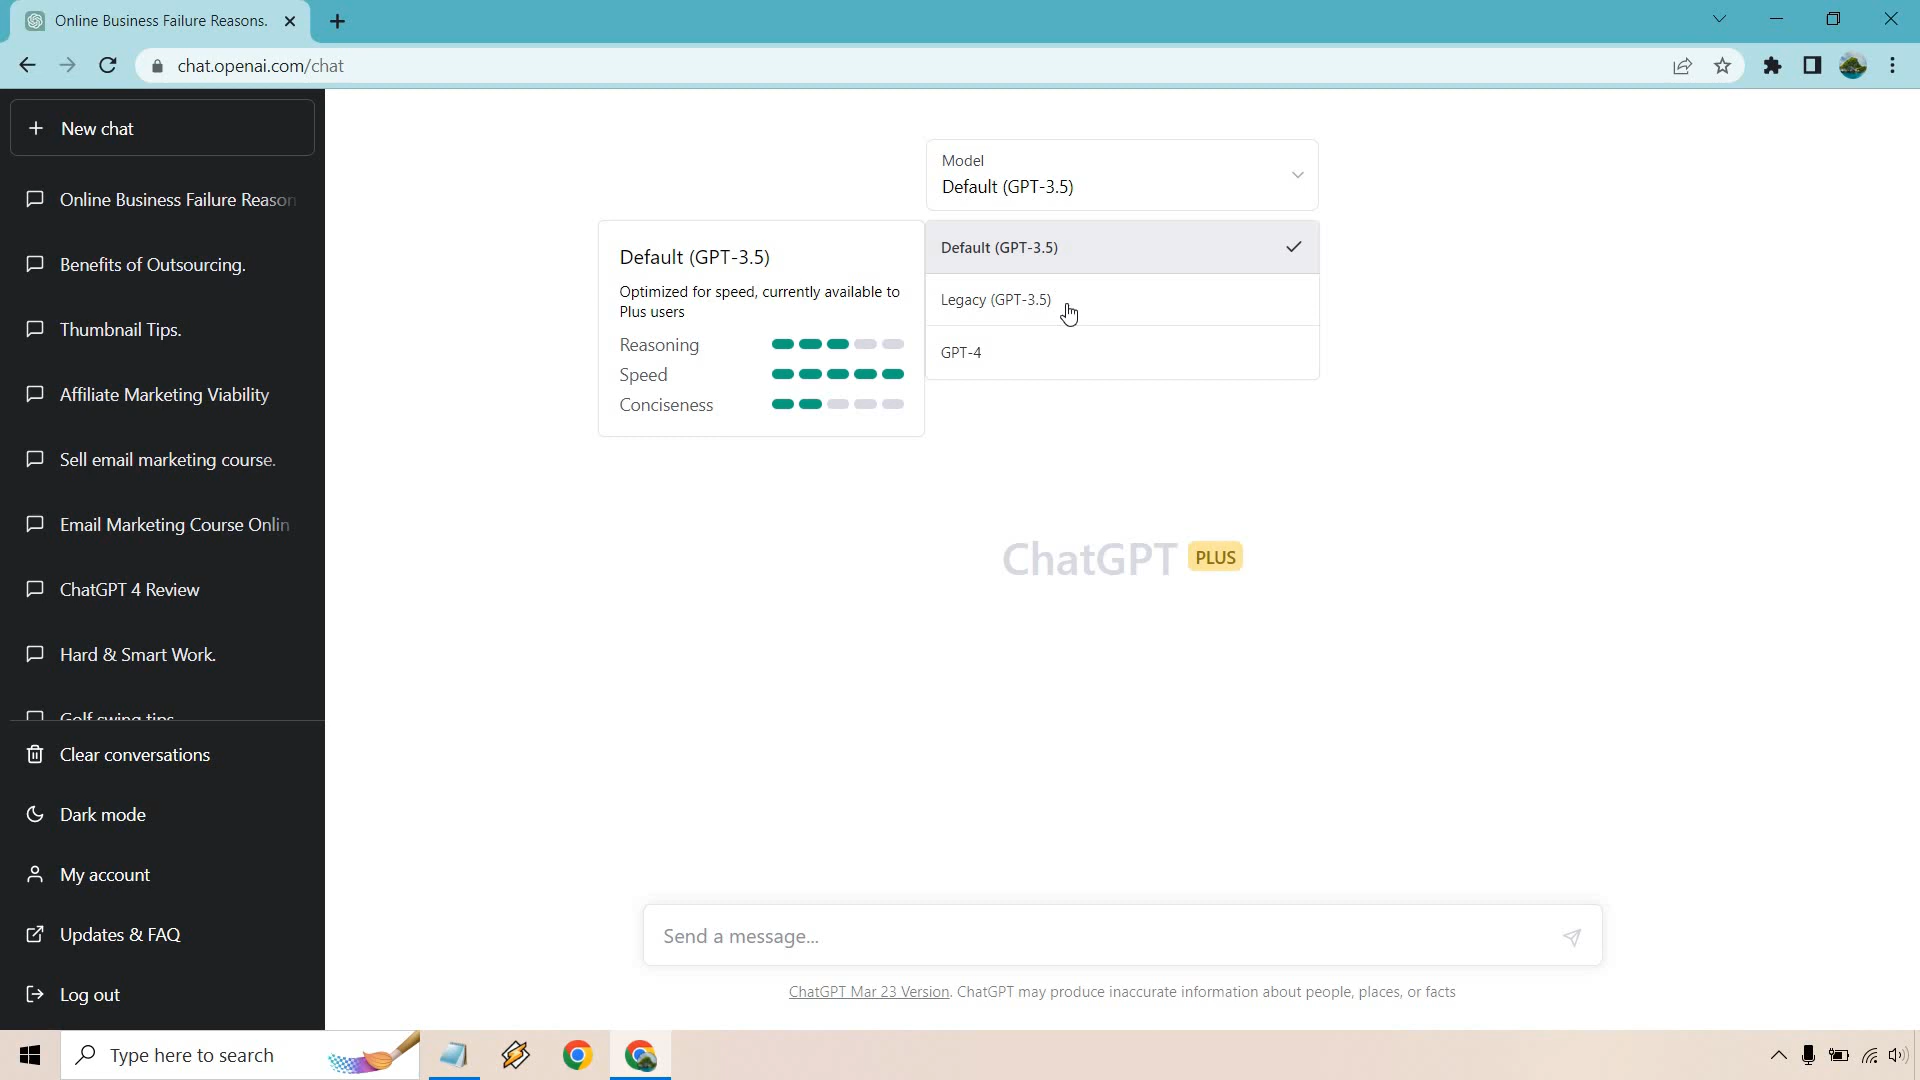 Online Business Failure Reasons.
chat.openai.com/chat
New chat
Online Business Failure Reason
Benefits of Outsourcing.
Thumbnail Tips.
Affiliate Marketing Viability
Sell email marketing course.
Email Marketing Course Onlin
ChatGPT 4 Review
Hard & Smart Work.
Golf swing tips
Clear conversations
Dark mode
My account
Updates & FAQ
Log out
Model
Default (GPT-3.5)
Default (GPT-3.5)
Legacy (GPT-3.5)
GPT-4
Default (GPT-3.5)
Optimized for speed, currently available to
Plus users
Reasoning
Speed
Conciseness
ChatGPT PLUS
Send a message...
ChatGPT Mar 23 Version. ChatGPT may produce inaccurate information about people, places, or facts
Type here to search